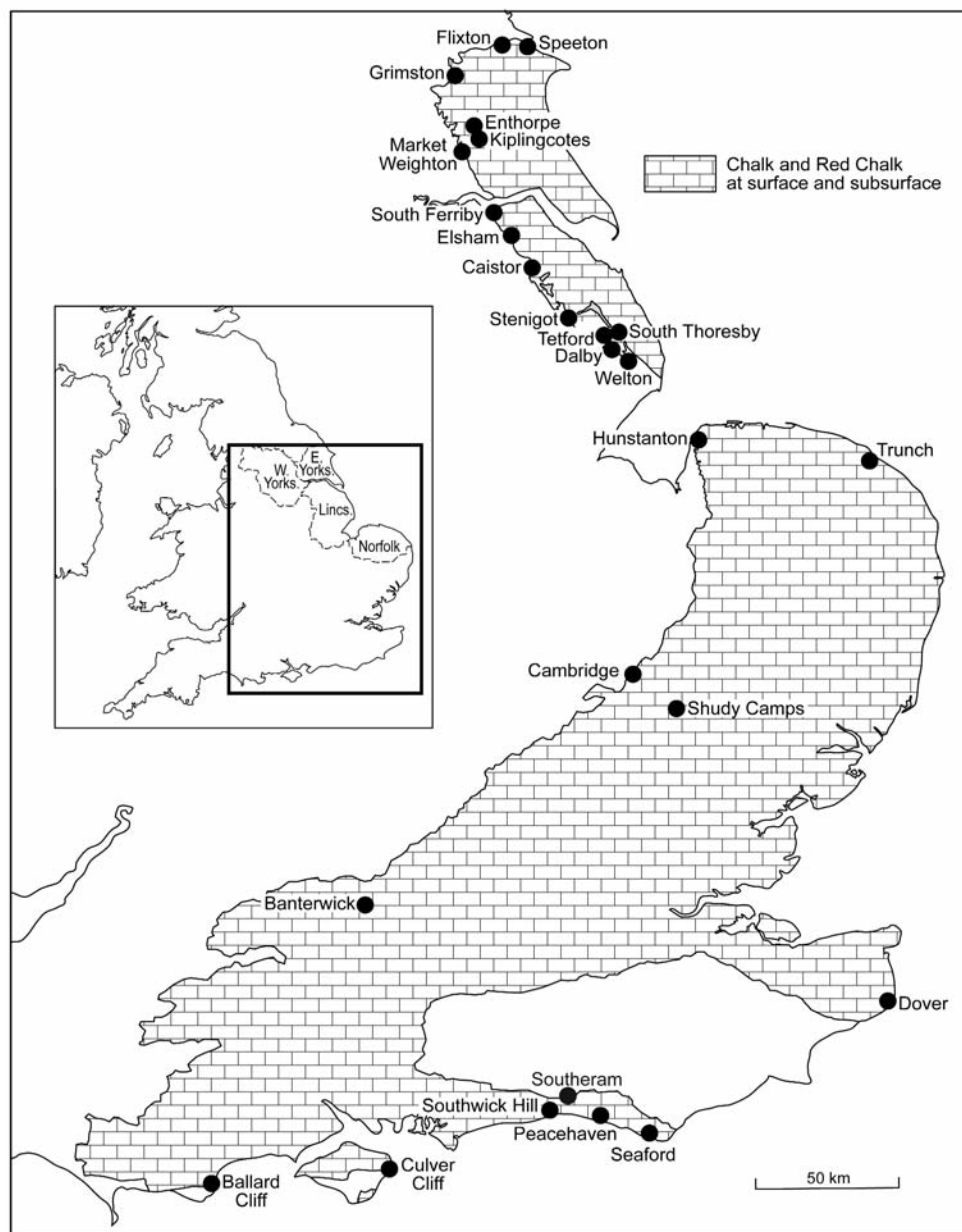 Flixton
Speeton
Grimston
Enthorpe
Kiplingcotes
Market
Weighton
Chalk and Red Chalk
at surface and subsurface
South Ferriby
Elsham
Caistor
Stenigot
South Thoresby
Tetford
Dalby
Welton
Hunstanton
Trunch
E.
Yorks.
W.
Yorks.
Lincs.
Norfolk
Cambridge
Shudy Camps
Banterwick
Dover
Southeram
Southwick Hill
Peacehaven
Seaford
Culver
Cliff
Ballard
Cliff
50 km